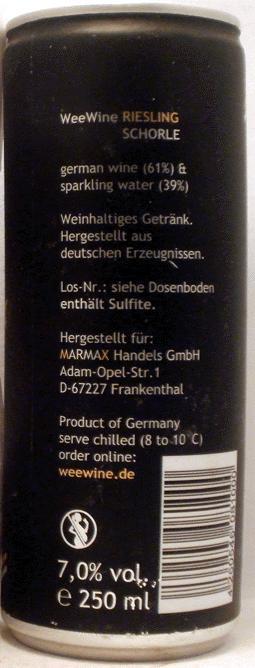 WeeWine RIESLING
SCHORLE
german wine (61%) &
sparkling water (39%)
Weinhaltiges Getränk.
Hergestellt aus
deutschen Erzeugnissen.
Los-Nr.: siehe Dosenboden
enthält Sulfite.
Hergestellt für:
MARMAX Handels GmbH
Adam-Opel-Str.1
D-67227 Frankenthal
Product of Germany
serve chilled (8 to 10°C)
order online:
weewine.de
7,0% vol.
e 250 ml